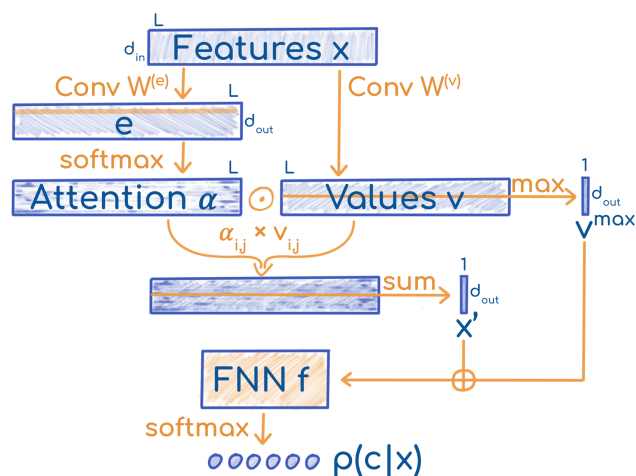 L
d_in Features x
Conv W^(e) Conv W^(v)
L
e d_out
softmax
L L 1
Attention α ⊙ Values v max d_out
α_i,j × v_i,j v^max
1
sum d_out
x'
⊕
FNN f
softmax
p(c|x)